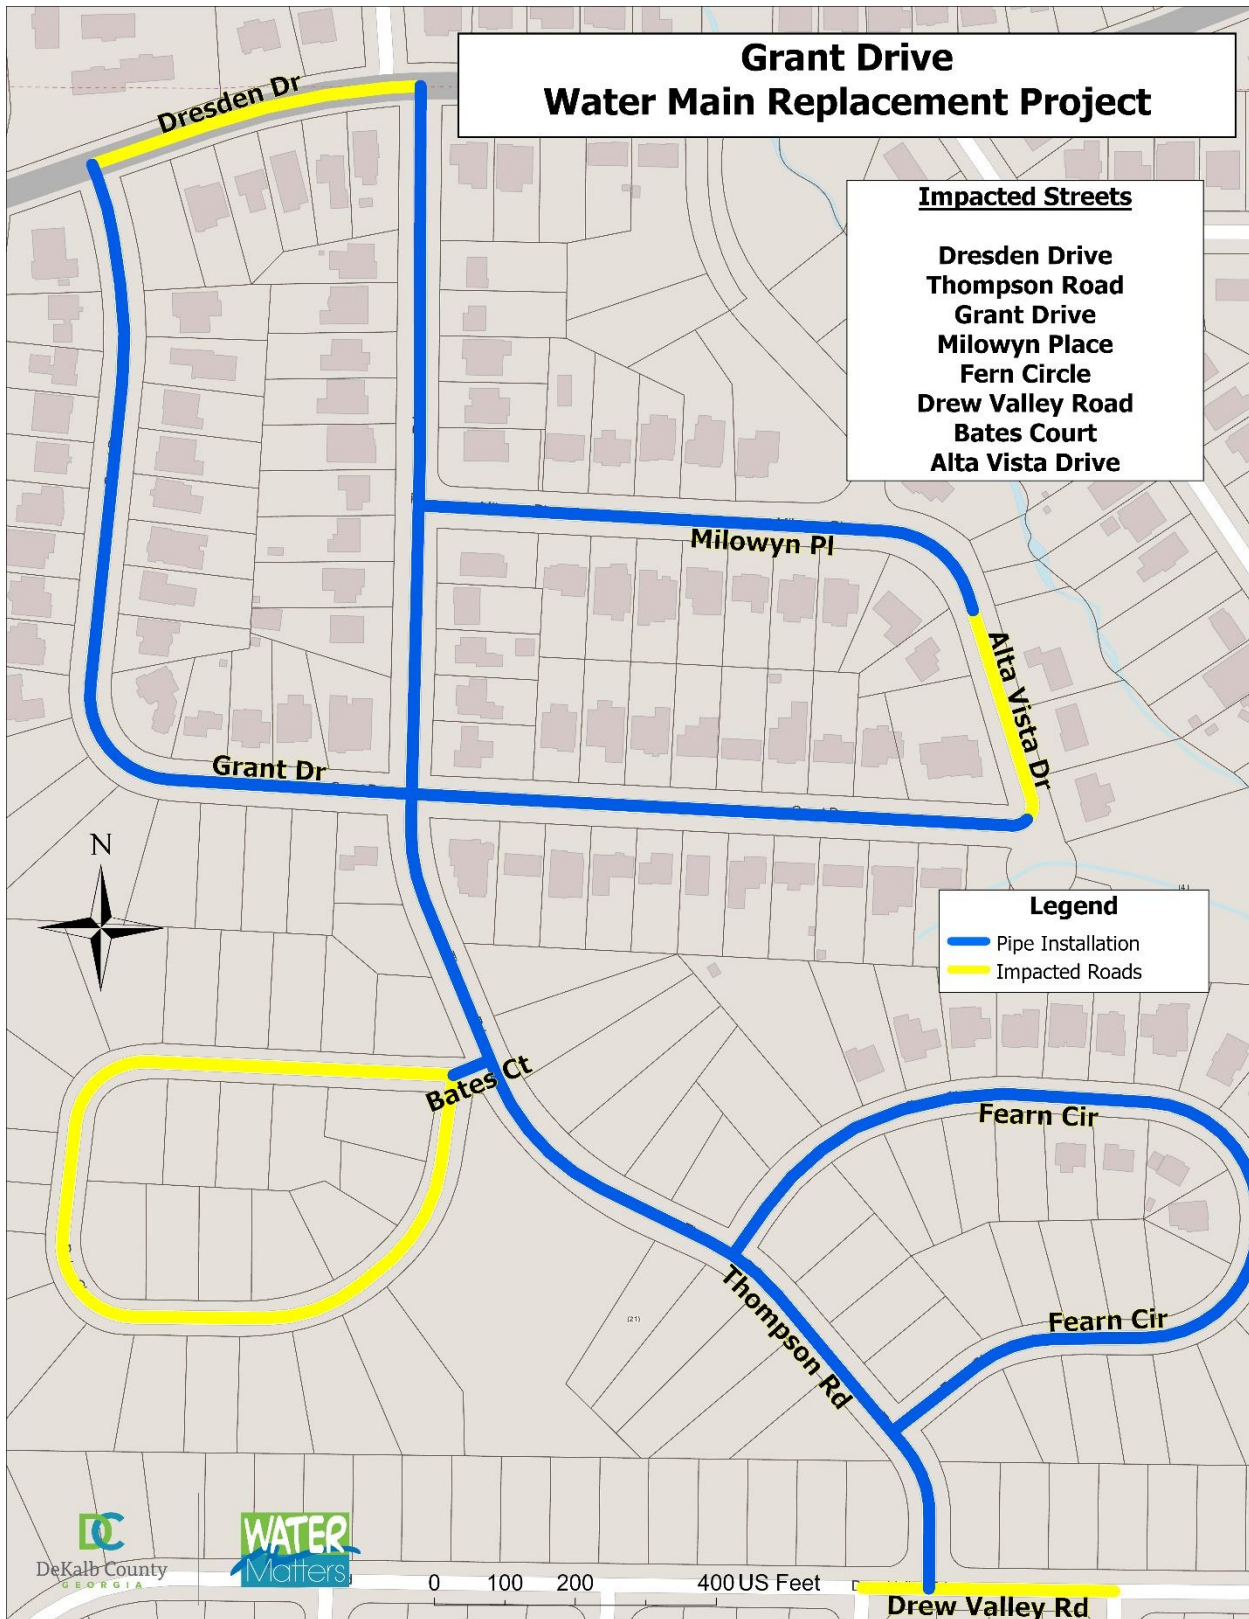 Grant Drive
Water Main Replacement Project
Dresden Dr
Impacted Streets
Dresden Drive
Thompson Road
Grant Drive
Milowyn Place
Fern Circle
Drew Valley Road
Bates Court
Alta Vista Drive
Milowyn Pl
Alta Vista Dr
Grant Dr
N
Legend
Pipe Installation
Impacted Roads
Bates Ct
Fearn Cir
Thompson Rd
Fearn Cir
(21)
DC
DeKalb County
GEORGIA
WATER
Matters
0 100 200 400 US Feet
Drew Valley Rd